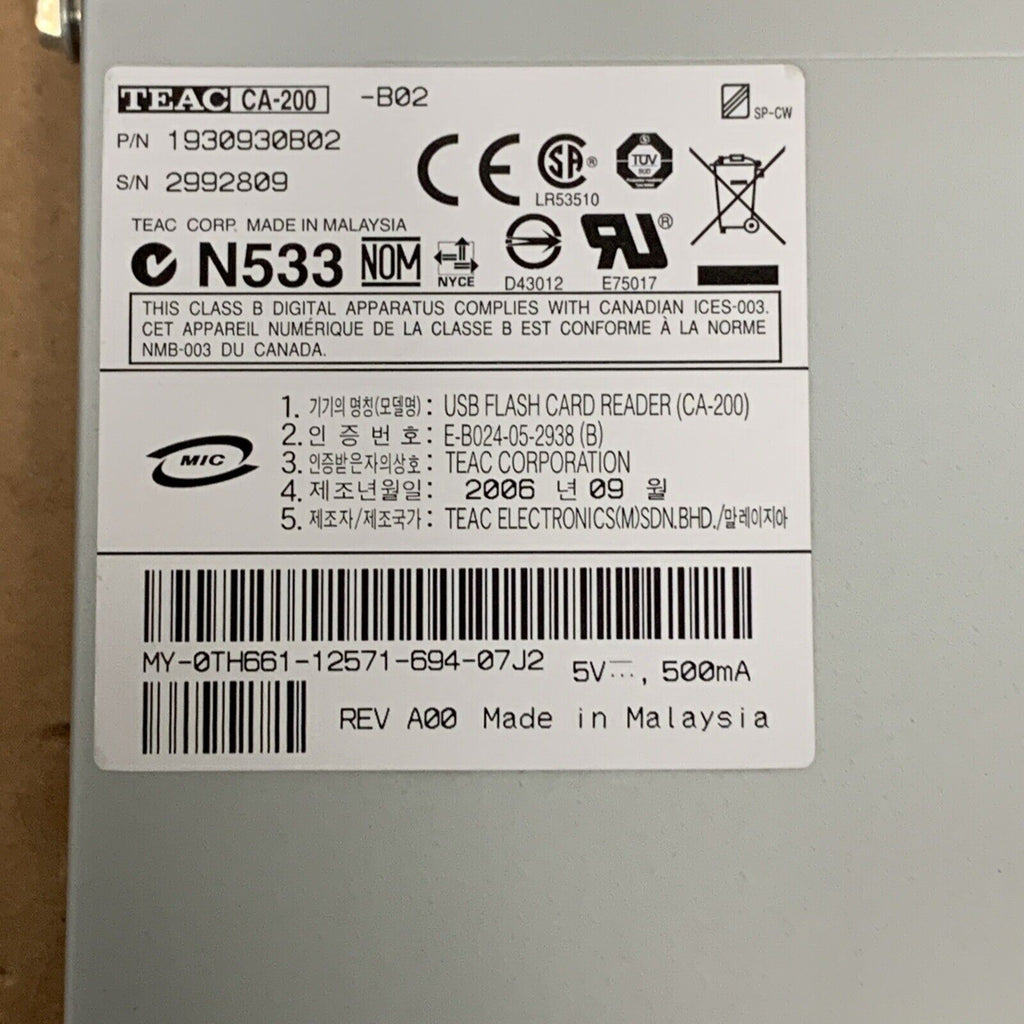 TEAC CA-200 -B02
SP-CW
P/N 1930930B02
S/N 2992809
CE SA ® TÜV
LR53510
TEAC CORP. MADE IN MALAYSIA
N533 NOM NYCE D43012 RU ® E75017
THIS CLASS B DIGITAL APPARATUS COMPLIES WITH CANADIAN ICES-003.
CET APPAREIL NUMÉRIQUE DE LA CLASSE B EST CONFORME À LA NORME
NMB-003 DU CANADA.
MIC
1. 기기의 명칭(모델명) : USB FLASH CARD READER (CA-200)
2. 인 증 번 호 : E-B024-05-2938 (B)
3. 인증받은자의상호 : TEAC CORPORATION
4. 제조년월일 : 2006 년 09 월
5. 제조자/제조국가 : TEAC ELECTRONICS(M)SDN.BHD./말레이지아
MY-0TH661-12571-694-07J2 5V⎓, 500mA
REV A00 Made in Malaysia